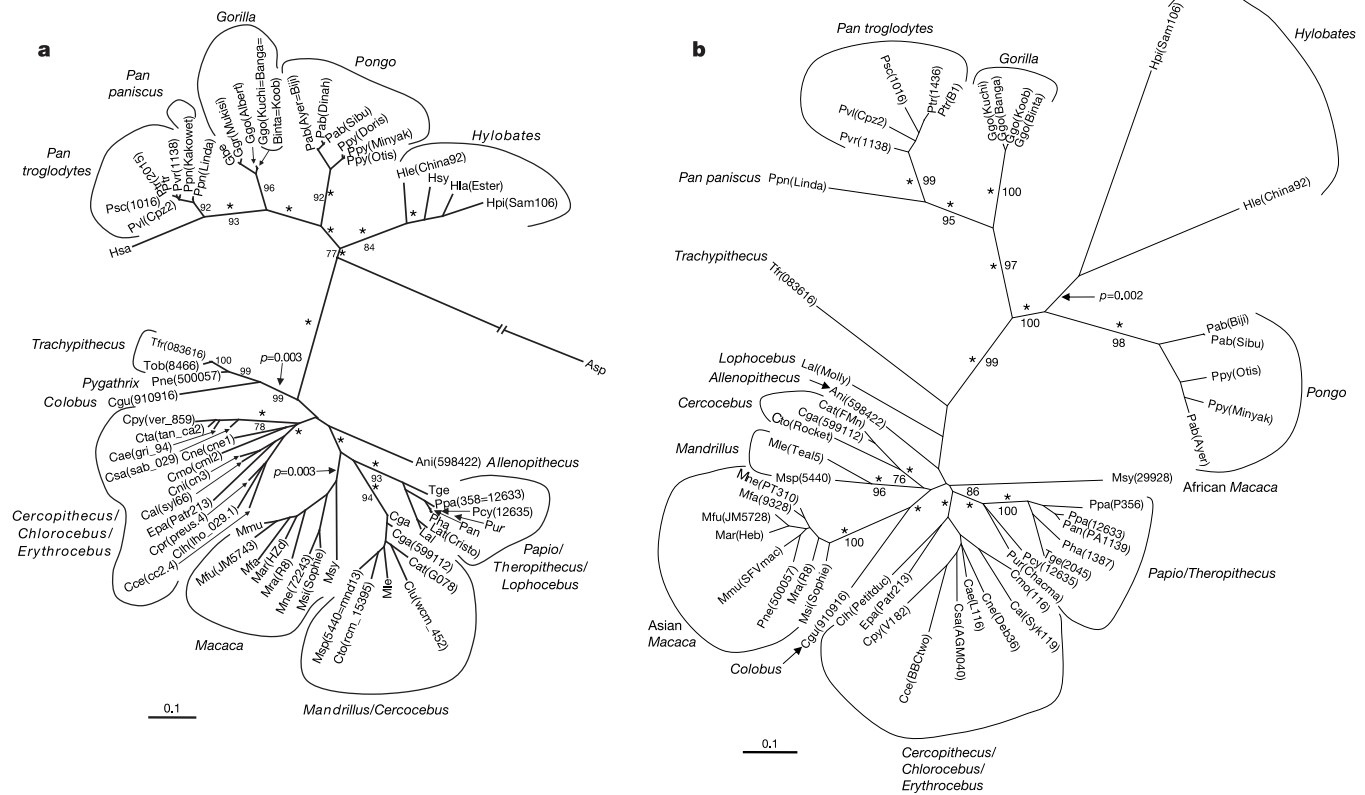 a
Gorilla
Pongo
Pan
paniscus
Pan
troglodytes
Hylobates
Ggr(Mukisi)
Ggo(Albert)
Ggo(Kuchi=Banga=
Binta=Koob)
Pab(Ayer=Biji)
Pab(Dinah)
Pab(Sibu)
Ppy(Doris)
Ppy(Minyak)
Ppy(Otis)
Hle(China92)
Hsy
Hla(Ester)
Hpi(Sam106)
Ptr
Pvr(1138)
Ppn(Kakowet)
Ppn(Linda)
Psc(1016)
Pvl(Cpz2)
Hsa
92
*
93
96
*
92
*
*
*
84
*
77
*
*
Asp
Trachypithecus
Tfr(083616)
100
Tob(8466)
99
p=0.003
Pygathrix
Pne(500057)
Colobus
Cgu(910916)
99
Cpy(ver_859)
*
78
Cta(tan_ca2)
Cae(gri_94)
Csa(sab_029)
Cne(cne1)
Cmo(cml2)
Cni(cn3)
Cal(syl66)
Epa(Patr213)
Cpr(preus.4)
Clh(lho_029.1)
Cce(cc2.4)
Cercopithecus/
Chlorocebus/
Erythrocebus
*
*
p=0.003
Ani(598422)
Allenopithecus
93
*
94
Tge
Ppa(358=12633)
Pcy(12635)
Pur
Pan
Pha
Lat(Cristo)
Lal
Papio/
Theropithecus/
Lophocebus
Mmu
Mfu(JM5743)
Mfa
Mat(HZd)
Mra(R8)
Mne(T2243)
Msi(Sophie)
Msy
Macaca
Cga
Cga(599112)
Cat(G078)
Clu(wcm_452)
Mle
Cto(rcm_15395)
Msp(5440=mnd13)
Mandrillus/Cercocebus
0.1
b
Pan troglodytes
Gorilla
Hylobates
Hpi(Sam106)
Psc(1016)
Ptr(1436)
Ptr(B1)
Pvl(Cpz2)
Pvr(1138)
Ggo(Kuchi)
Ggo(Banga)
Ggo(Koob)
Ggo(Binta)
Pan paniscus
Ppn(Linda)
*
99
*
100
*
95
Hle(China92)
*
97
Trachypithecus
Tfr(083616)
p=0.002
*
100
*
98
Pab(Biji)
Pab(Sibu)
Ppy(Otis)
Ppy(Minyak)
Pab(Ayer)
Pongo
*
99
Lophocebus
Lal(Molly)
Allenopithecus
Ani(598422)
Cercocebus
Cat(FMn)
Cga(599112)
Cto(Rocket)
Mandrillus
Mle(Teal5)
Msp(5440)
*
76
*
96
86
Msy(29928)
African Macaca
Mne(PT310)
Mfa(9328)
Mfu(JM5728)
Mar(Heb)
Mmu(SFVmac)
Pne(500057)
Mra(R8)
Msi(Sophie)
*
100
Asian
Macaca
Cgu(910916)
Colobus
*
*
*
*
100
Ppa(P356)
Ppa(12633)
Pan(PA1139)
Pha(1387)
Tge(2045)
Pcy(12635)
Pur(Chacma)
Papio/Theropithecus
Clh(Petitduc)
Epa(Patr213)
Cpy(V182)
Cce(BBCtwo)
Csa(AGM040)
Cae(L116)
Cne(Deb36)
Cal(Syk119)
Cmo(116)
Cercopithecus/
Chlorocebus/
Erythrocebus
0.1